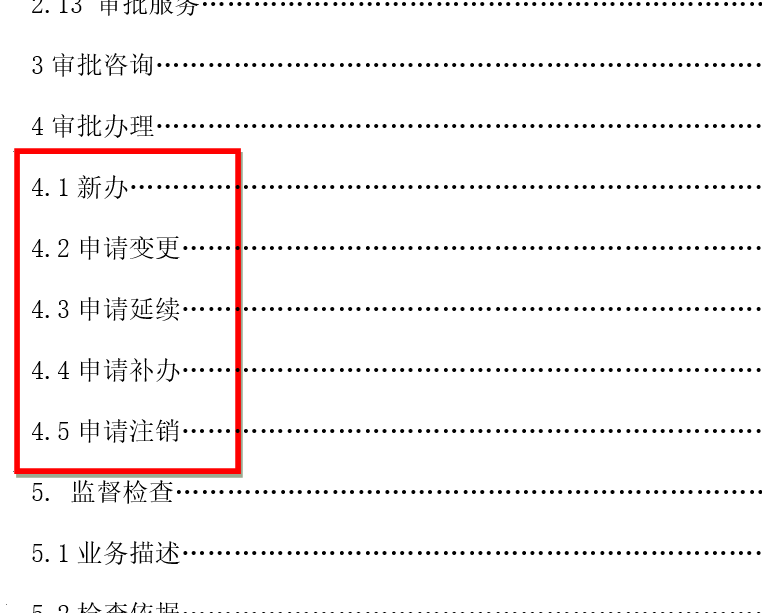 2.13 审批服务……………………………………………………
3 审批咨询……………………………………………………
4 审批办理……………………………………………………
4.1 新办……………………………………………………
4.2 申请变更……………………………………………………
4.3 申请延续……………………………………………………
4.4 申请补办……………………………………………………
4.5 申请注销……………………………………………………
5. 监督检查……………………………………………………
5.1 业务描述……………………………………………………
5.2 检查依据……………………………………………………